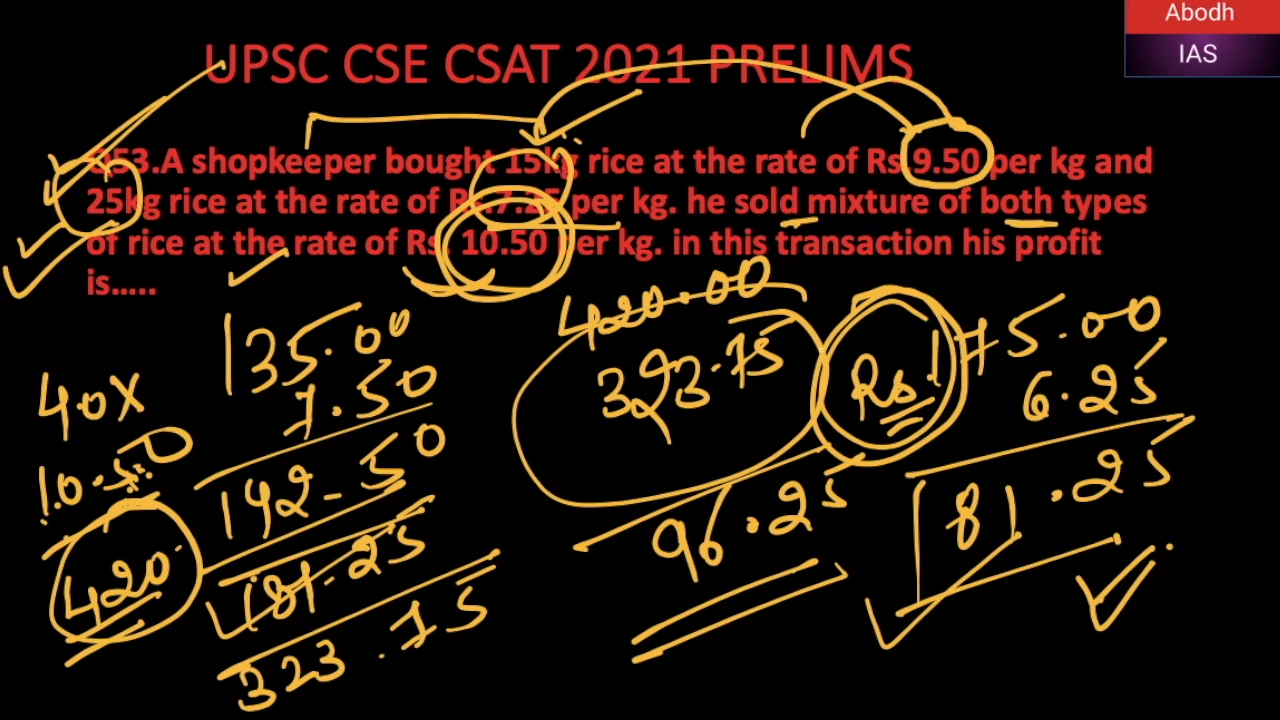 Abodh
IAS
UPSC CSE CSAT 2021 PRELIMS
Q53.A shopkeeper bought 15kg rice at the rate of Rs 9.50 per kg and
25kg rice at the rate of Rs.7.25 per kg. he sold mixture of both types
of rice at the rate of Rs. 10.50 per kg. in this transaction his profit
is.....
40X
10.50
420
135.00
7.50
142-50
181-25
323.75
420.00
323.75
96.25
Rs.
175.00
6.25
181.25